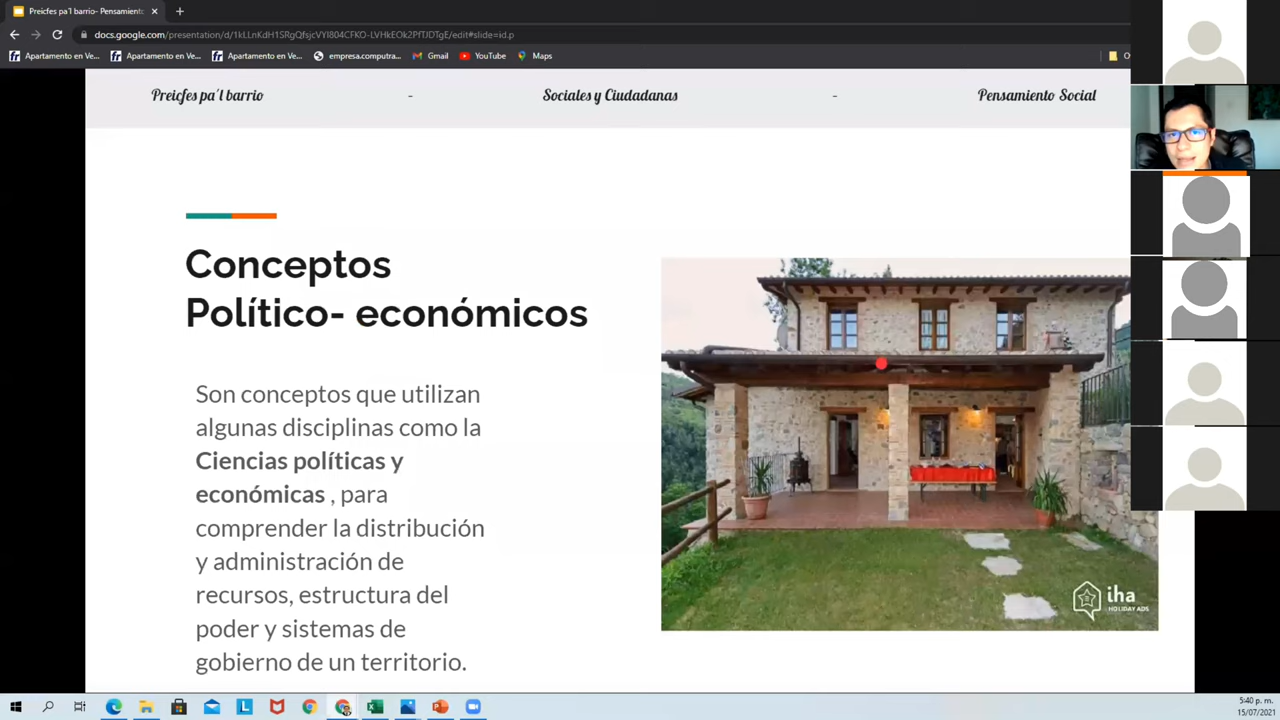 Preicfes pa'l barrio- Pensamiento
docs.google.com/presentation/d/1kLLnKdH1SRgQfsjcVYI804CFKO-LVHkEOk2PfTJDTgE/edit#slide=id.p
Apartamento en Ve... Apartamento en Ve... Apartamento en Ve... empresa.computra... Gmail YouTube Maps
Preicfes pa'l barrio - Sociales y Ciudadanas - Pensamiento Social
Conceptos
Político- económicos
Son conceptos que utilizan
algunas disciplinas como la
Ciencias políticas y
económicas , para
comprender la distribución
y administración de
recursos, estructura del
poder y sistemas de
gobierno de un territorio.
iha
HOLIDAY ADS
5:40 p. m.
15/07/2021